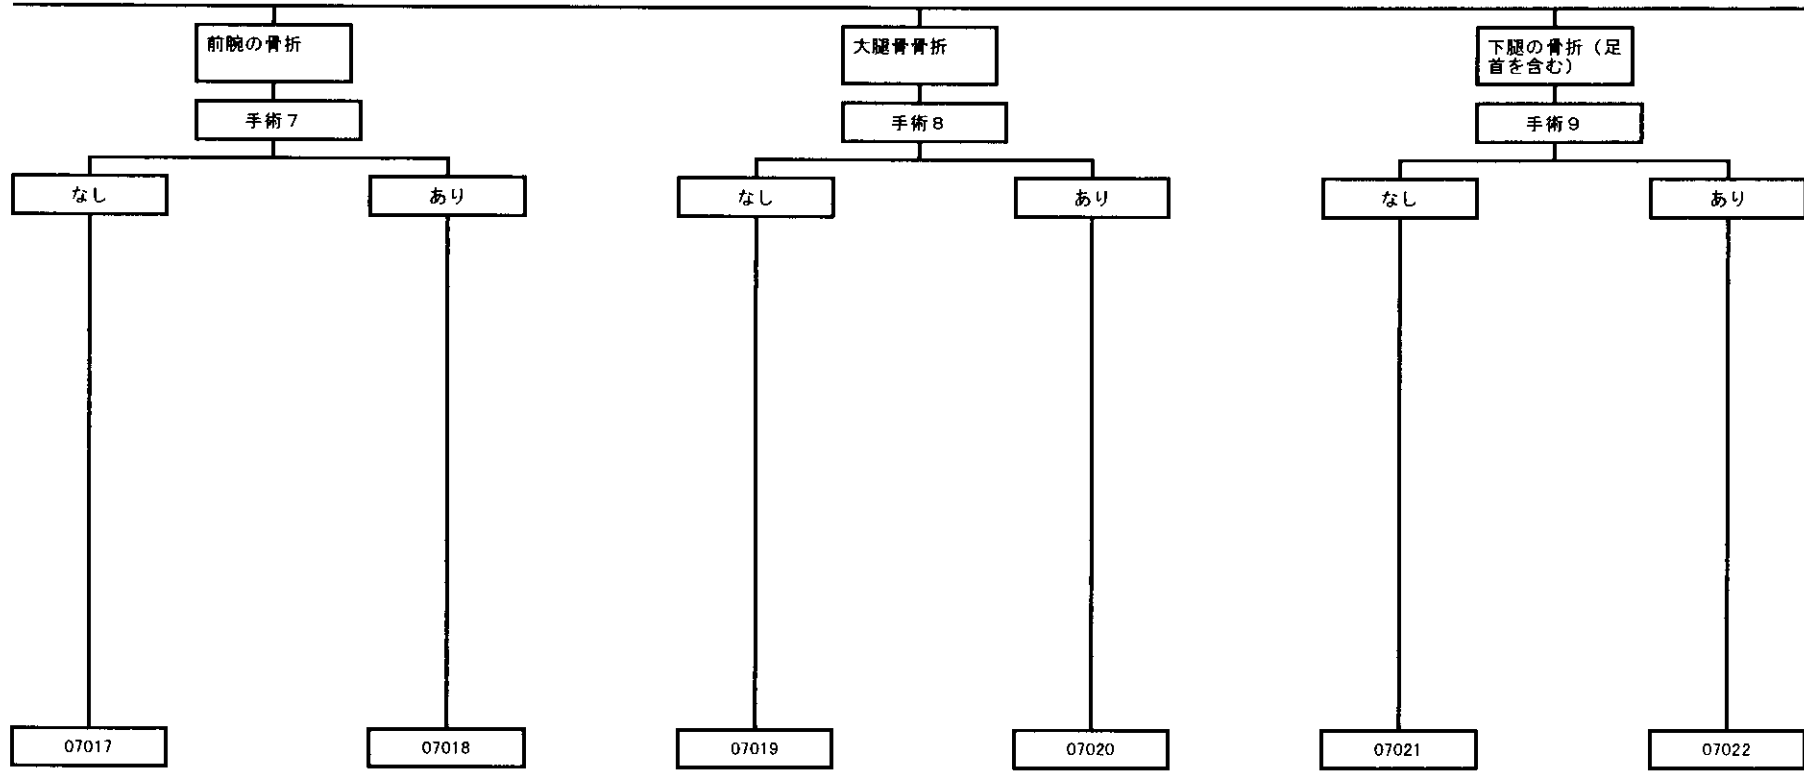 前腕の骨折
大腿骨骨折
下腿の骨折（足
首を含む）
手術７
手術８
手術９
なし
あり
なし
あり
なし
あり
07017
07018
07019
07020
07021
07022